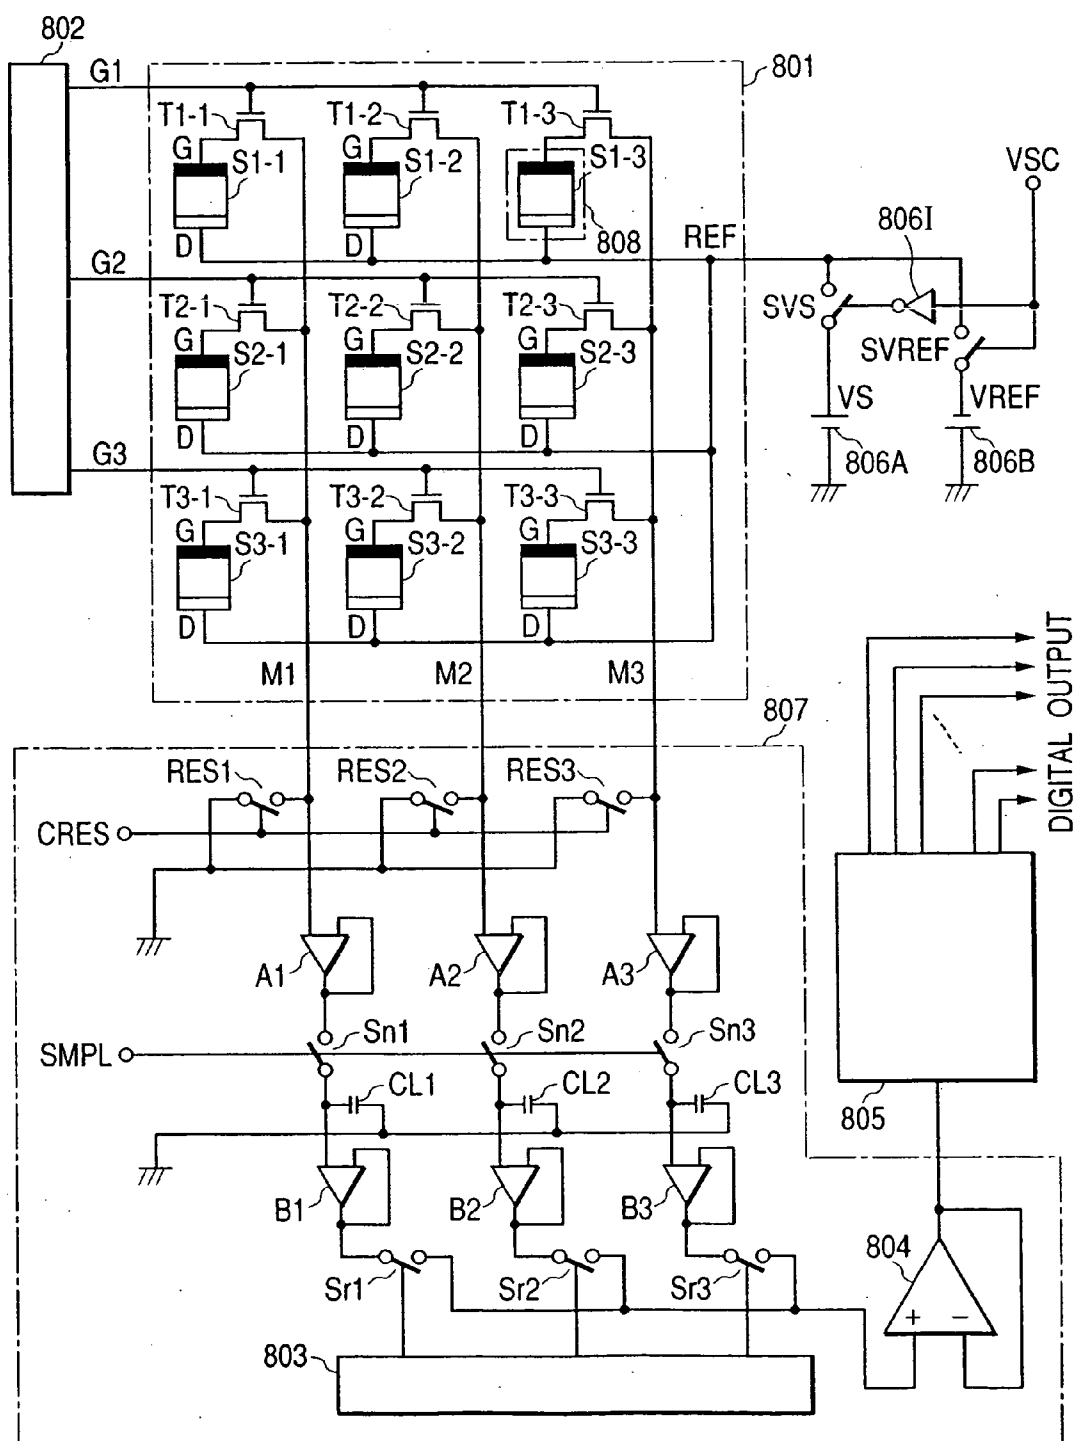 802
G1
801
T1-1
T1-2
T1-3
G
S1-1
G
S1-2
S1-3
808
VSC
D
D
REF
806I
G2
SVS
T2-1
T2-2
T2-3
SVREF
G
S2-1
G
S2-2
G
S2-3
VS
VREF
D
D
D
806A
806B
G3
T3-1
T3-2
T3-3
G
S3-1
G
S3-2
G
S3-3
D
D
D
M1
M2
M3
DIGITAL OUTPUT
807
RES1
RES2
RES3
CRES
A1
A2
A3
Sn1
Sn2
Sn3
SMPL
CL1
CL2
CL3
805
B1
B2
B3
804
Sr1
Sr2
Sr3
+
−
803